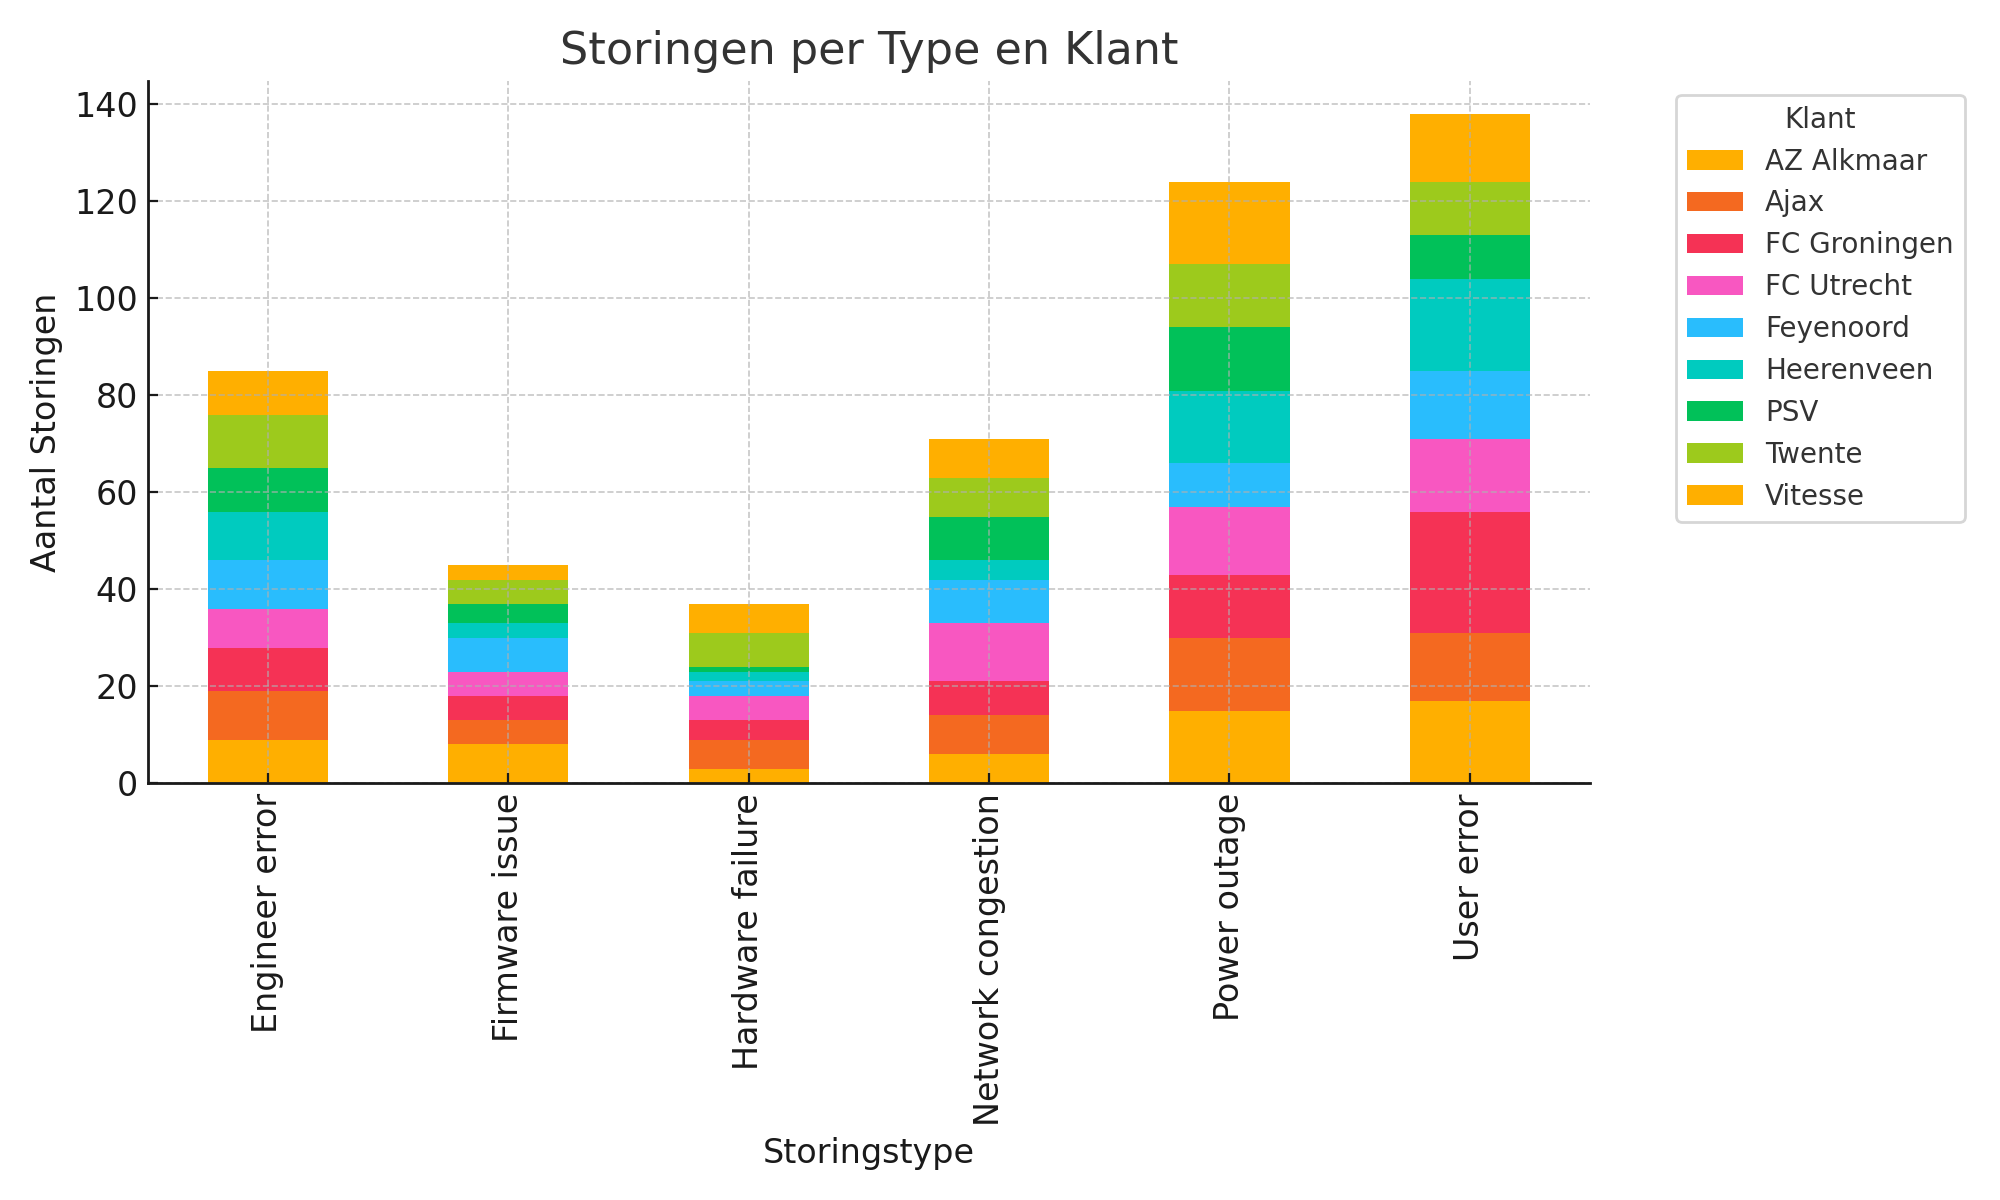 Storingen per Type en Klant
Aantal Storingen
140
120
100
80
60
40
20
0
Engineer error
Firmware issue
Hardware failure
Network congestion
Power outage
User error
Storingstype
Klant
AZ Alkmaar
Ajax
FC Groningen
FC Utrecht
Feyenoord
Heerenveen
PSV
Twente
Vitesse